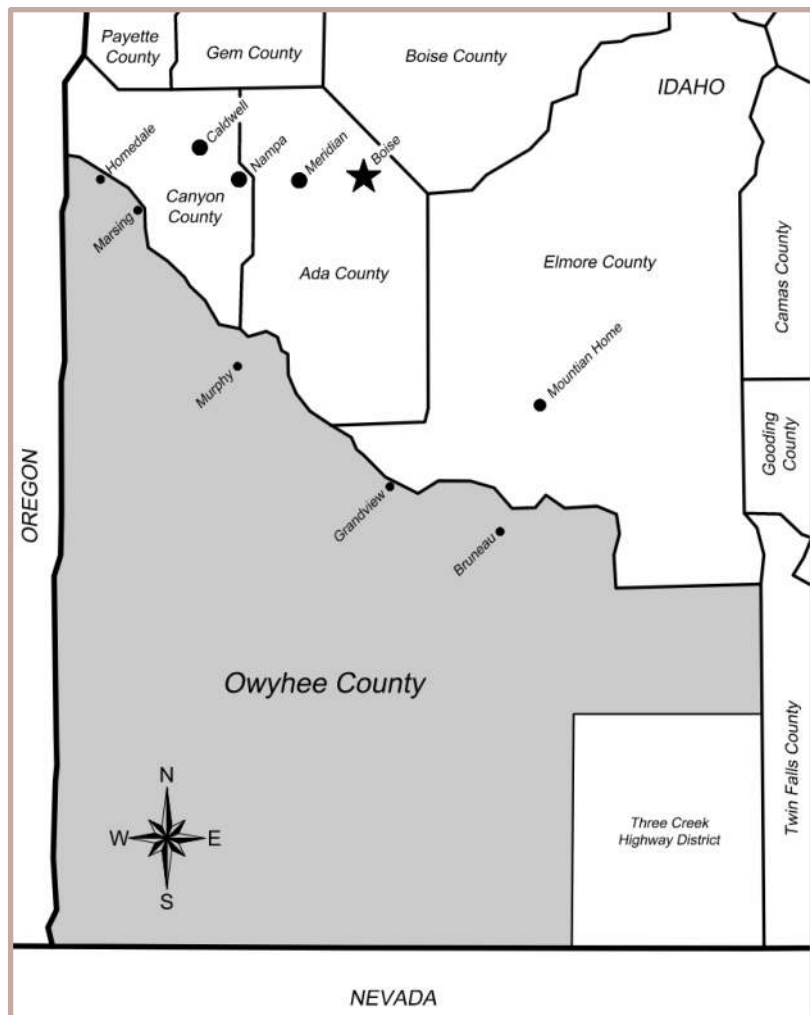 Payette
County
Gem County
Boise County
IDAHO
Homedale
Caldwell
Nampa
Meridian
Boise
Marsing
Canyon
County
Ada County
Elmore County
Camas County
Murphy
Mountian Home
Gooding
County
OREGON
Grandview
Bruneau
Owyhee County
Twin Falls County
N
W
E
S
Three Creek
Highway District
NEVADA